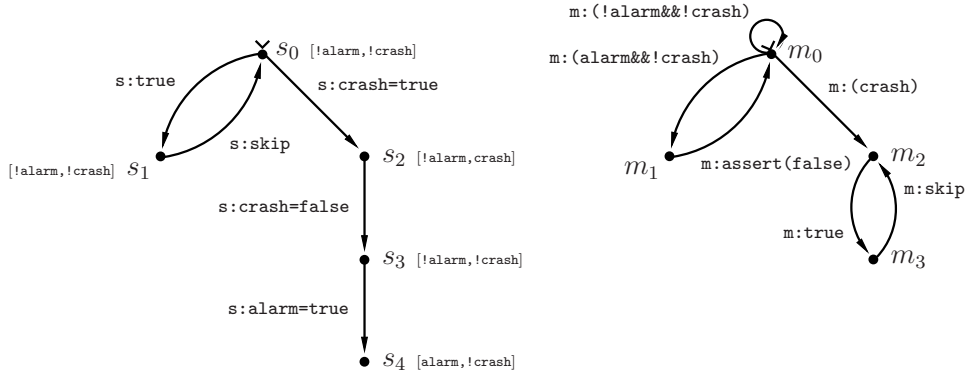 m:(!alarm&&!crash)
s₀ [!alarm,!crash]
m₀
s:true
m:(alarm&&!crash)
s:crash=true
m:(crash)
s:skip
[!alarm,!crash] s₁
s₂ [!alarm,crash]
m₁
m:assert(false)
m₂
m:skip
s:crash=false
m:true
s₃ [!alarm,!crash]
m₃
s:alarm=true
s₄ [alarm,!crash]